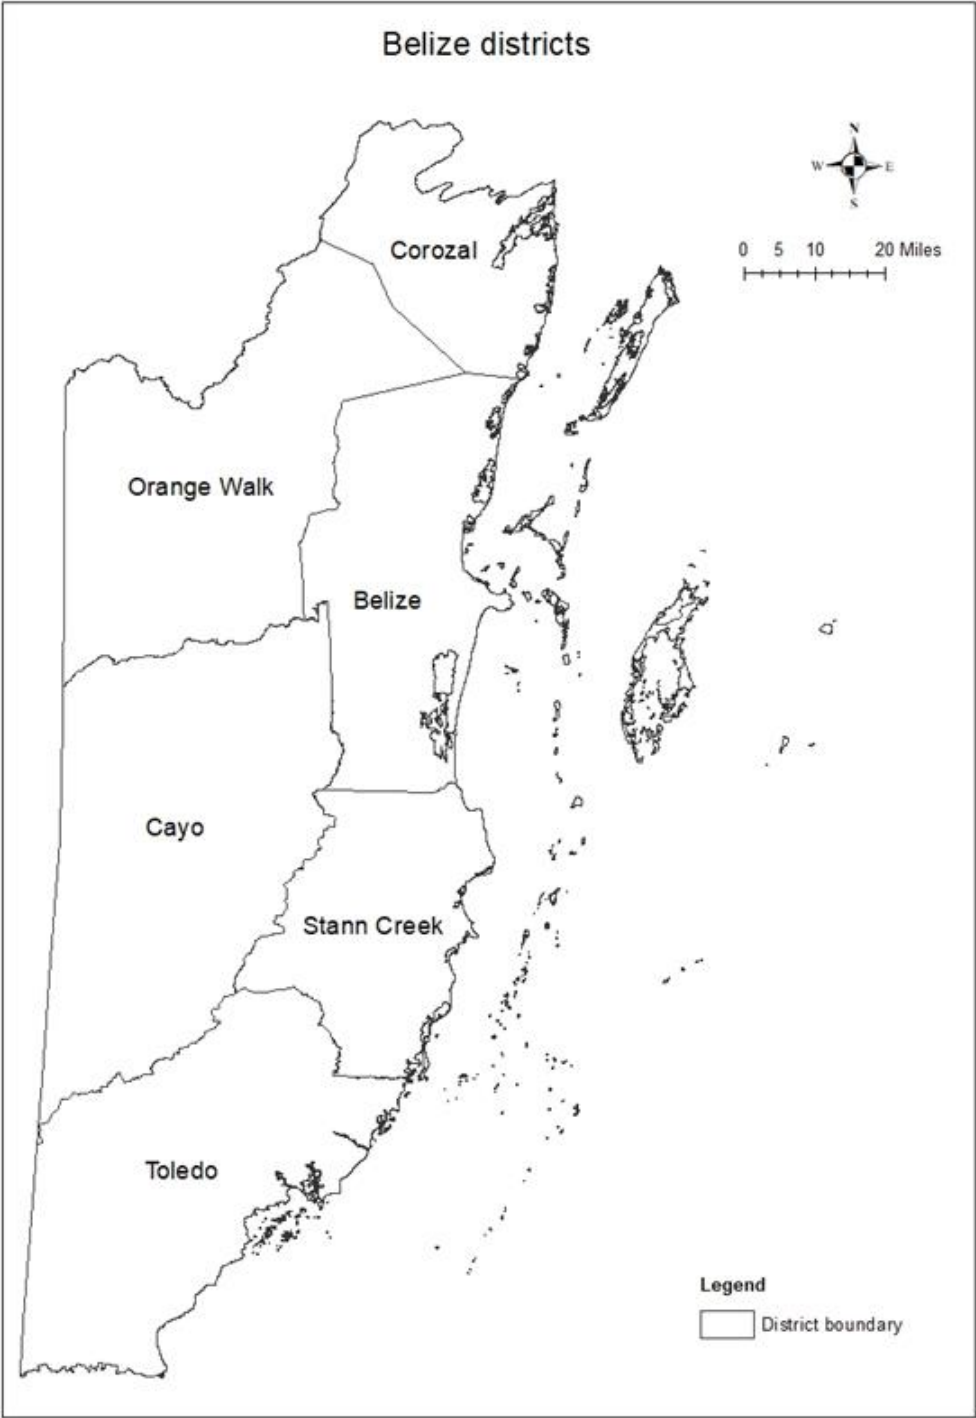 Belize districts
N
W E
S
0 5 10 20 Miles
Corozal
Orange Walk
Belize
Cayo
Stann Creek
Toledo
Legend
District boundary